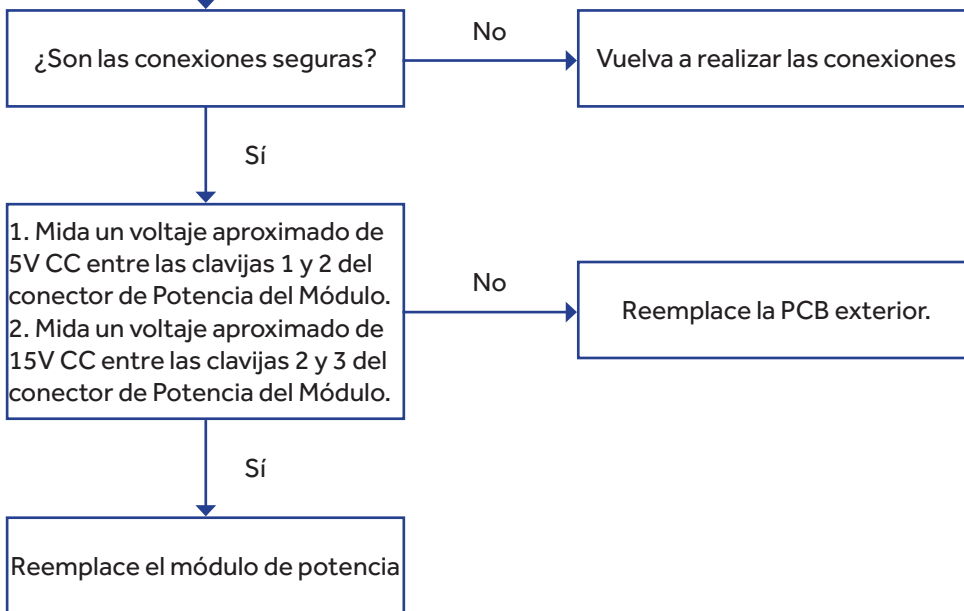 ¿Son las conexiones seguras?
No
Vuelva a realizar las conexiones
Sí
1. Mida un voltaje aproximado de
5V CC entre las clavijas 1 y 2 del
conector de Potencia del Módulo.
2. Mida un voltaje aproximado de
15V CC entre las clavijas 2 y 3 del
conector de Potencia del Módulo.
No
Reemplace la PCB exterior.
Sí
Reemplace el módulo de potencia